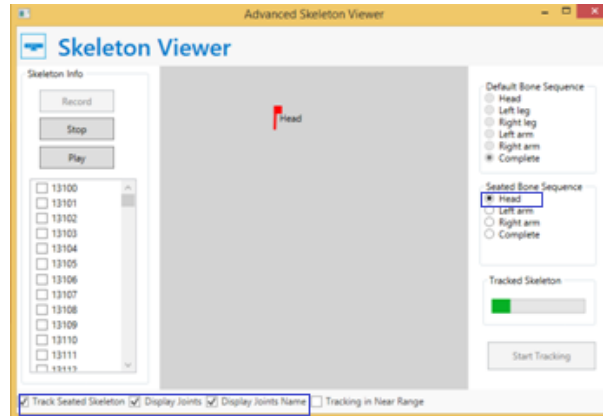 Advanced Skeleton Viewer
Skeleton Viewer
Skeleton Info
Record
Stop
Play
13100
13101
13102
13103
13104
13105
13106
13107
13108
13109
13110
13111
13112
Head
Default Bone Sequence
Head
Left leg
Right leg
Left arm
Right arm
Complete
Seated Bone Sequence
Head
Left arm
Right arm
Complete
Tracked Skeleton
Start Tracking
Track Seated Skeleton Display Joints Display Joints Name Tracking in Near Range